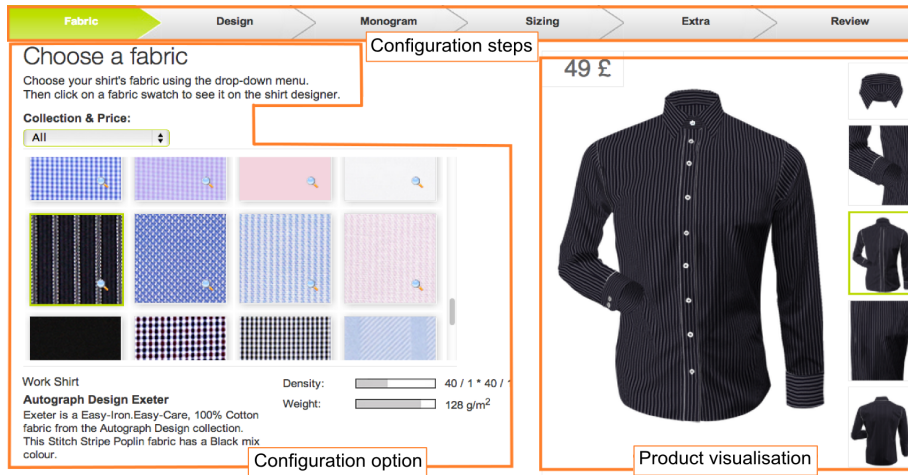 Fabric
Design
Monogram
Sizing
Extra
Review
Configuration steps
Choose a fabric
Choose your shirt's fabric using the drop-down menu.
Then click on a fabric swatch to see it on the shirt designer.
Collection & Price:
All
49 £
Work Shirt
Autograph Design Exeter
Exeter is a Easy-Iron.Easy-Care, 100% Cotton
fabric from the Autograph Design collection.
This Stitch Stripe Poplin fabric has a Black mix
colour.
Density:
40 / 1 * 40 /
Weight:
128 g/m²
Configuration option
Product visualisation